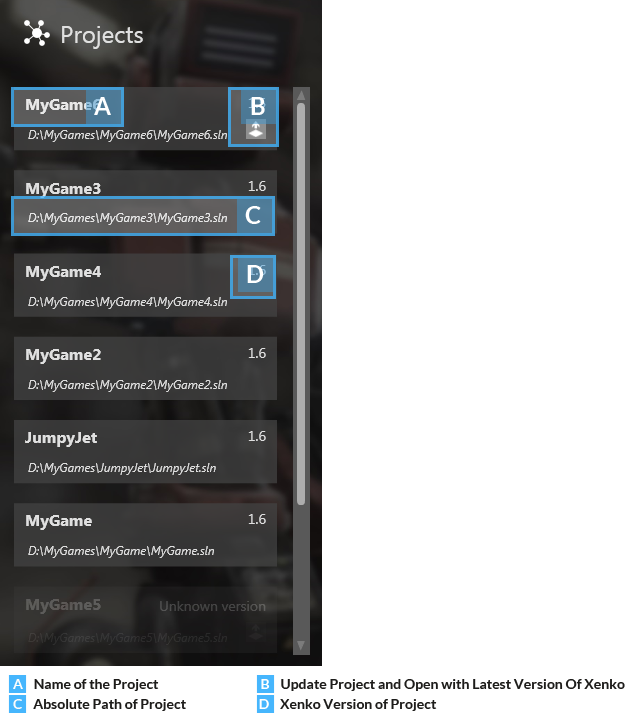 Projects
MyGame6 A B
D:\MyGames\MyGame6\MyGame6.sln
MyGame3 1.6
D:\MyGames\MyGame3\MyGame3.sln C
MyGame4 D 1.6
D:\MyGames\MyGame4\MyGame4.sln
MyGame2 1.6
D:\MyGames\MyGame2\MyGame2.sln
JumpyJet 1.6
D:\MyGames\JumpyJet\JumpyJet.sln
MyGame 1.6
D:\MyGames\MyGame\MyGame.sln
MyGame5 Unknown version
D:\MyGames\MyGame5\MyGame5.sln
A Name of the Project B Update Project and Open with Latest Version Of Xenko
C Absolute Path of Project D Xenko Version of Project